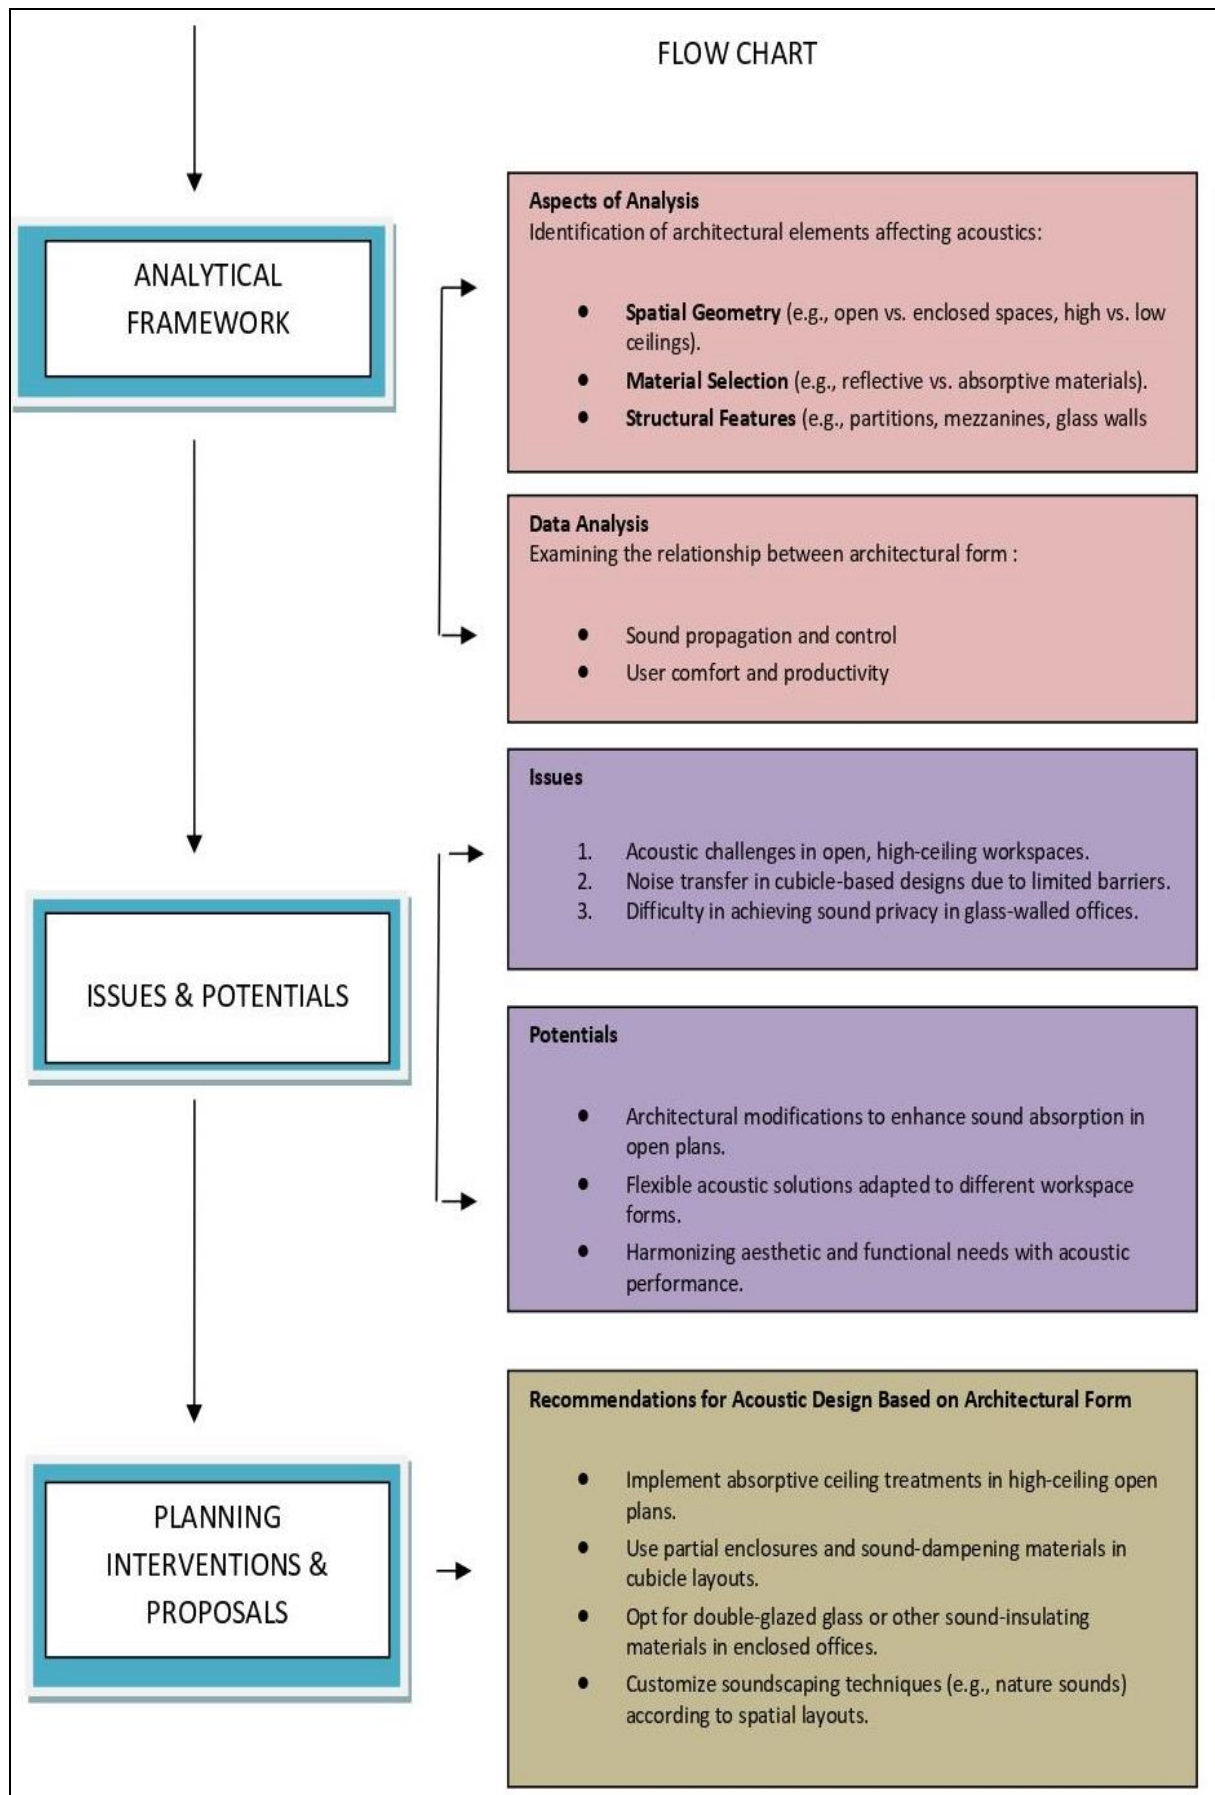 FLOW CHART
ANALYTICAL
FRAMEWORK
Aspects of Analysis
Identification of architectural elements affecting acoustics:
● Spatial Geometry (e.g., open vs. enclosed spaces, high vs. low
ceilings).
● Material Selection (e.g., reflective vs. absorptive materials).
● Structural Features (e.g., partitions, mezzanines, glass walls
Data Analysis
Examining the relationship between architectural form :
● Sound propagation and control
● User comfort and productivity
ISSUES & POTENTIALS
Issues
1. Acoustic challenges in open, high-ceiling workspaces.
2. Noise transfer in cubicle-based designs due to limited barriers.
3. Difficulty in achieving sound privacy in glass-walled offices.
Potentials
● Architectural modifications to enhance sound absorption in
open plans.
● Flexible acoustic solutions adapted to different workspace
forms.
● Harmonizing aesthetic and functional needs with acoustic
performance.
PLANNING
INTERVENTIONS &
PROPOSALS
Recommendations for Acoustic Design Based on Architectural Form
● Implement absorptive ceiling treatments in high-ceiling open
plans.
● Use partial enclosures and sound-dampening materials in
cubicle layouts.
● Opt for double-glazed glass or other sound-insulating
materials in enclosed offices.
● Customize soundscaping techniques (e.g., nature sounds)
according to spatial layouts.